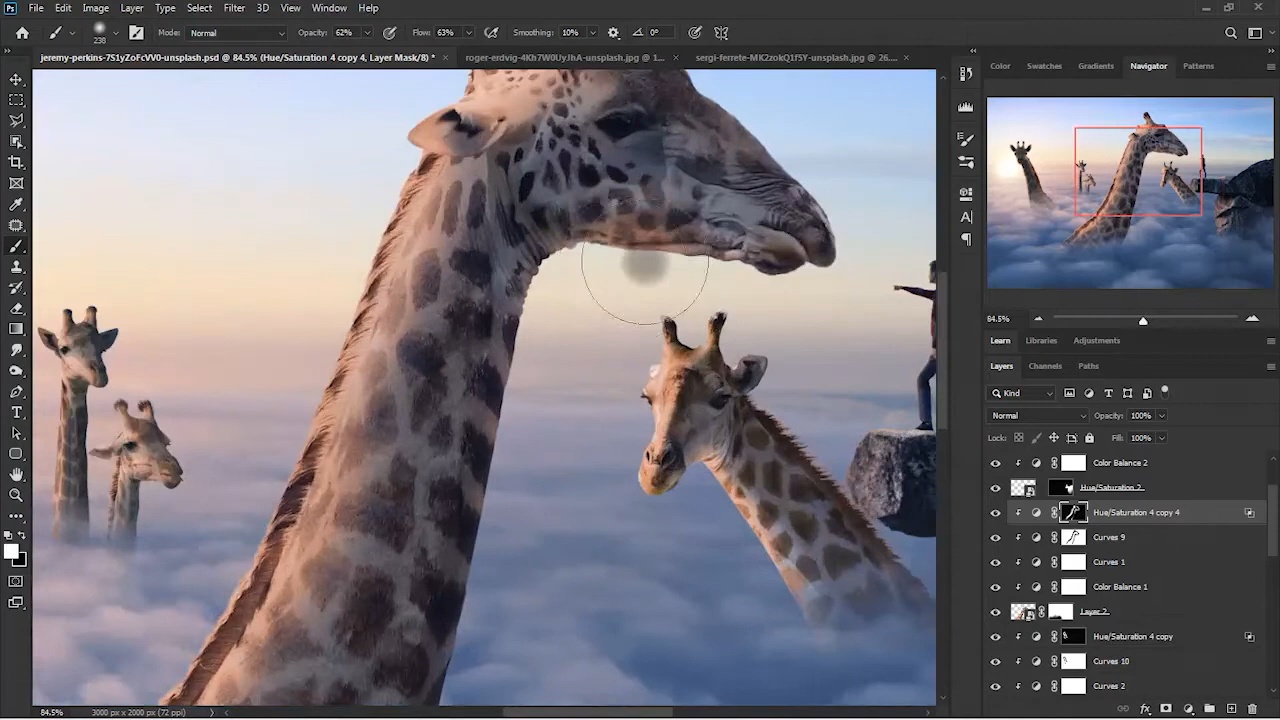 Ps File Edit Image Layer Type Select Filter 3D View Window Help
238 Mode: Normal Opacity: 62% Flow: 63% Smoothing: 10% 0°
jeremy-perkins-7S1yZoFcVV0-unsplash.psd @ 84.5% (Hue/Saturation 4 copy 4, Layer Mask/8) * roger-erdvig-4Kh7W0UyJhA-unsplash.jpg @ 1... sergi-ferrete-MK2zokQ1f5Y-unsplash.jpg @ 26....
Color Swatches Gradients Navigator Patterns
84.5%
Learn Libraries Adjustments
Layers Channels Paths
Kind T
Normal Opacity: 100%
Lock: Fill: 100%
Color Balance 2
Hue/Saturation 2
Hue/Saturation 4 copy 4
Curves 9
Curves 1
Color Balance 1
Layer 2
Hue/Saturation 4 copy
Curves 10
Curves 2
84.5% 3000 px x 2000 px (72 ppi)
fx